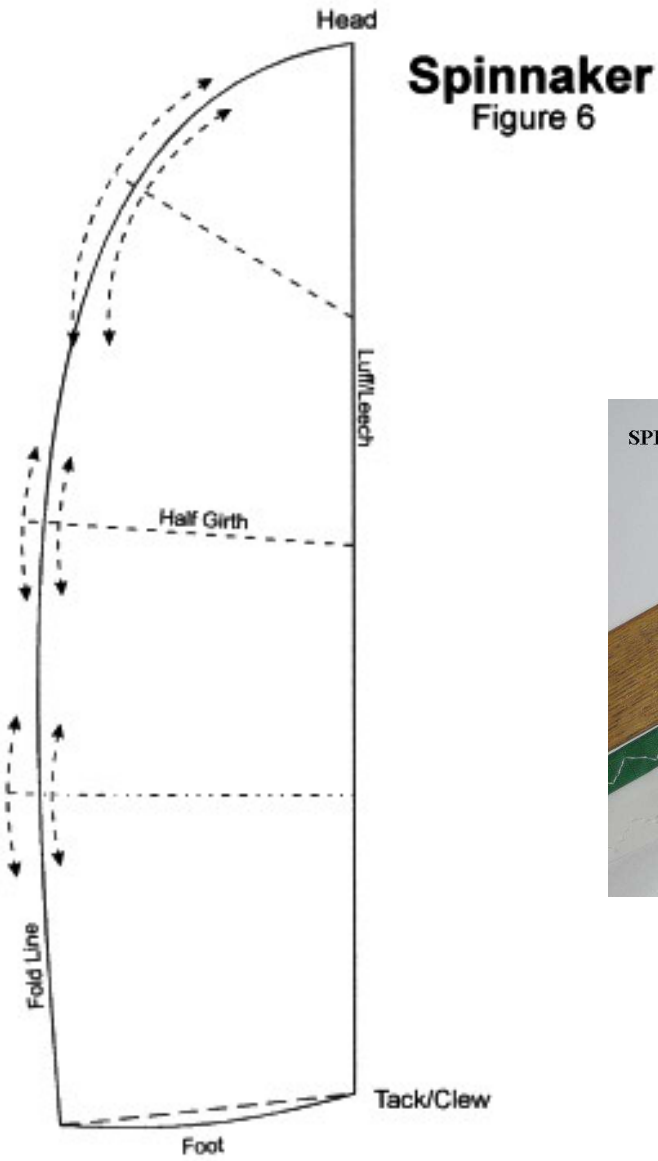 Head
Spinnaker
Figure 6
Luff/Leech
Half Girth
Fold Line
Tack/Clew
Foot